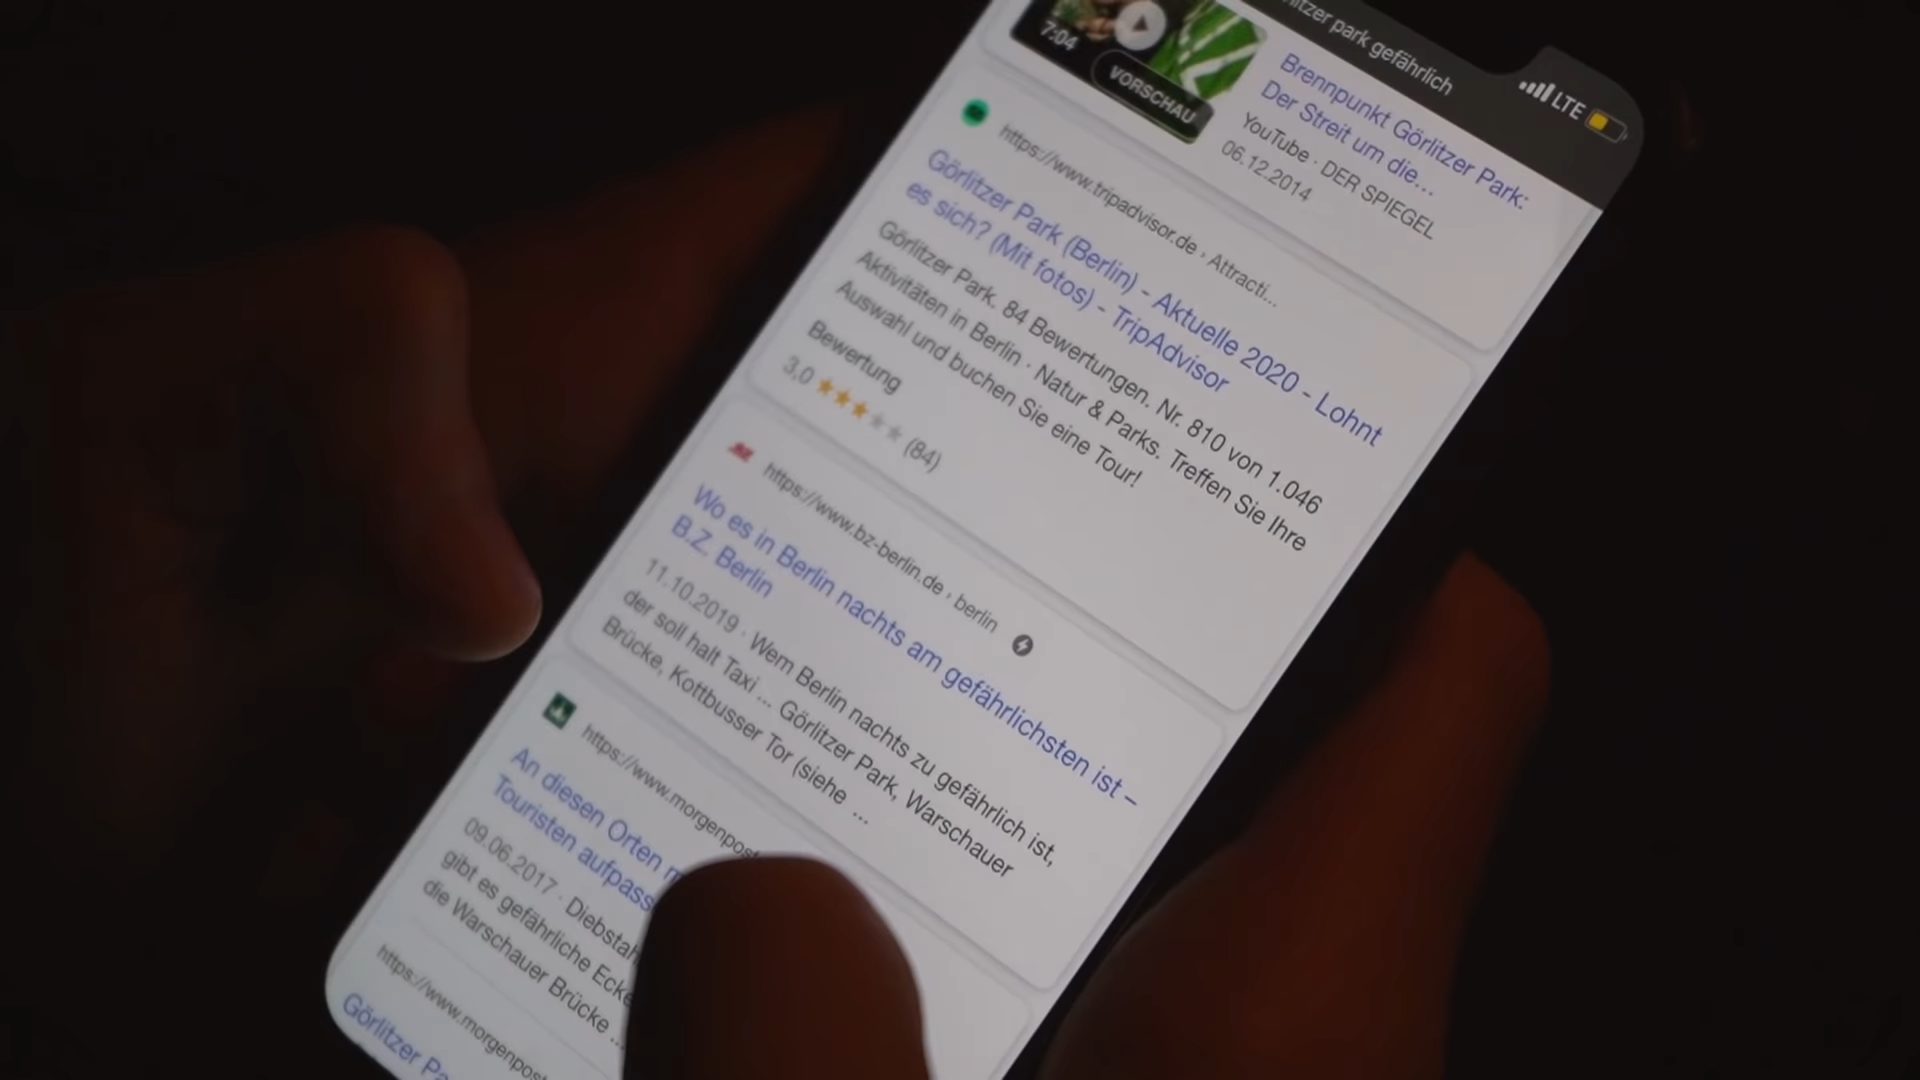 litzer park gefährlich
LTE
7:04
VORSCHAU
Brennpunkt Görlitzer Park:
Der Streit um die...
YouTube · DER SPIEGEL
06.12.2014
https://www.tripadvisor.de › Attracti...
Görlitzer Park (Berlin) - Aktuelle 2020 - Lohnt
es sich? (Mit fotos) - TripAdvisor
Görlitzer Park. 84 Bewertungen. Nr. 810 von 1.046
Aktivitäten in Berlin · Natur & Parks. Treffen Sie Ihre
Auswahl und buchen Sie eine Tour!
Bewertung
3,0 ★★★★★ (84)
https://www.bz-berlin.de › berlin
Wo es in Berlin nachts am gefährlichsten ist –
B.Z. Berlin
11.10.2019 · Wem Berlin nachts zu gefährlich ist,
der soll halt Taxi ... Görlitzer Park, Warschauer
Brücke, Kottbusser Tor (siehe ...
https://www.morgenpost
An diesen Orten m
Touristen aufpass
09.06.2017 · Diebstah
gibt es gefährliche Ecke
die Warschauer Brücke ...
https://www.morgenpost
Görlitzer Pa